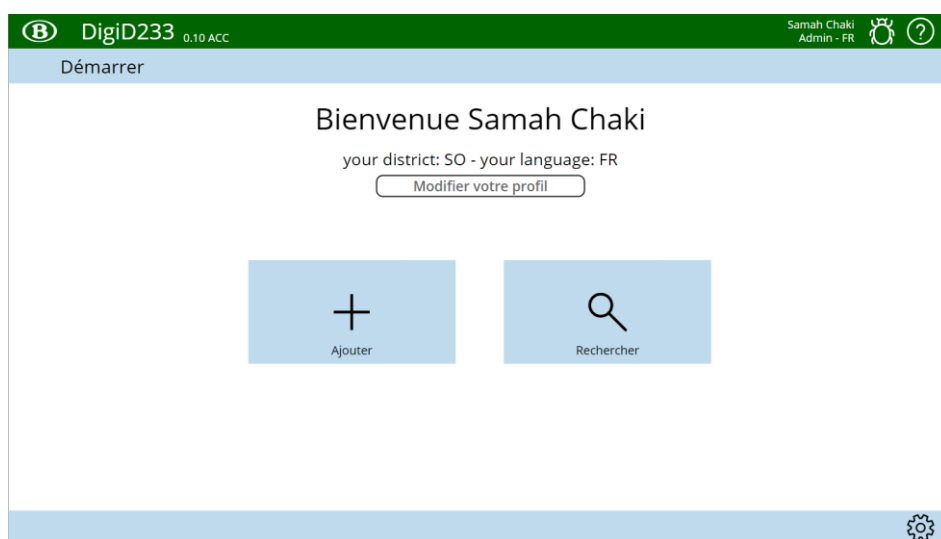 B DigiD233 0.10 ACC
Samah Chaki
Admin - FR
?
Démarrer
Bienvenue Samah Chaki
your district: SO - your language: FR
Modifier votre profil
Ajouter
Rechercher